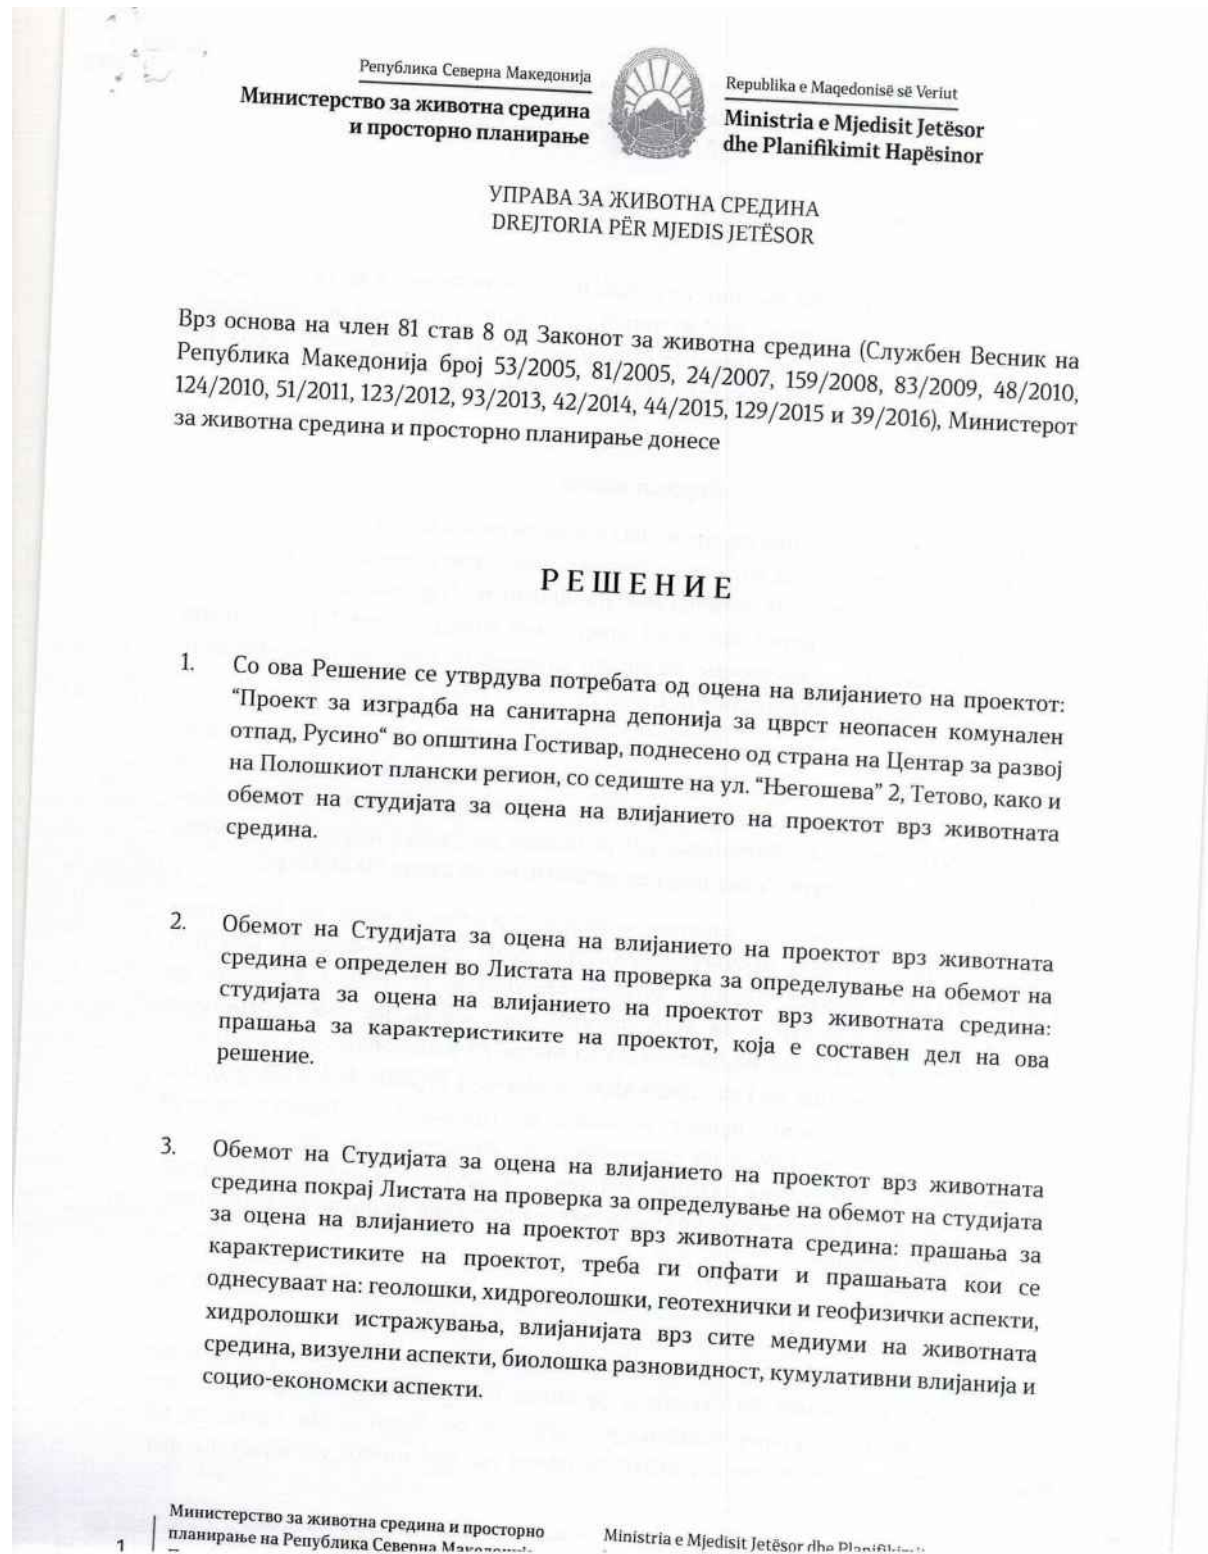 Република Северна Македонија
Министерство за животна средина
и просторно планирање
Republika e Maqedonisë së Veriut
Ministria e Mjedisit Jetësor
dhe Planifikimit Hapësinor
УПРАВА ЗА ЖИВОТНА СРЕДИНА
DREJTORIA PËR MJEDIS JETËSOR
Врз основа на член 81 став 8 од Законот за животна средина (Службен Весник на
Република Македонија број 53/2005, 81/2005, 24/2007, 159/2008, 83/2009, 48/2010,
124/2010, 51/2011, 123/2012, 93/2013, 42/2014, 44/2015, 129/2015 и 39/2016), Министерот
за животна средина и просторно планирање донесе
РЕШЕНИЕ
1. Со ова Решение се утврдува потребата од оцена на влијанието на проектот:
“Проект за изградба на санитарна депонија за цврст неопасен комунален
отпад, Русино“ во општина Гостивар, поднесено од страна на Центар за развој
на Полошкиот плански регион, со седиште на ул. “Његошева” 2, Тетово, како и
обемот на студијата за оцена на влијанието на проектот врз животната
средина.
2. Обемот на Студијата за оцена на влијанието на проектот врз животната
средина е определен во Листата на проверка за определување на обемот на
студијата за оцена на влијанието на проектот врз животната средина:
прашања за карактеристиките на проектот, која е составен дел на ова
решение.
3. Обемот на Студијата за оцена на влијанието на проектот врз животната
средина покрај Листата на проверка за определување на обемот на студијата
за оцена на влијанието на проектот врз животната средина: прашања за
карактеристиките на проектот, треба ги опфати и прашањата кои се
однесуваат на: геолошки, хидрогеолошки, геотехнички и геофизички аспекти,
хидролошки истражувања, влијанијата врз сите медиуми на животната
средина, визуелни аспекти, биолошка разновидност, кумулативни влијанија и
социо-економски аспекти.
1
Министерство за животна средина и просторно
планирање на Република Северна
Ministria e Mjedisit Jetësor dhe